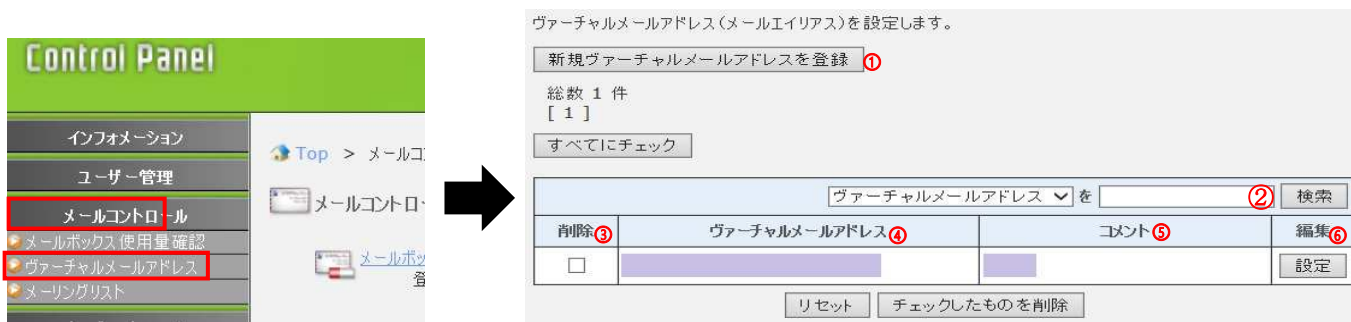 Control Panel
インフォメーション
ユーザー管理
メールコントロール
メールボックス使用量確認
ヴァーチャルメールアドレス
メーリングリスト
Top > メールコ
メールコントロ
メールボッ
登
ヴァーチャルメールアドレス(メールエイリアス)を設定します。
新規ヴァーチャルメールアドレスを登録 ①
総数 1 件
[ 1 ]
すべてにチェック
ヴァーチャルメールアドレス を ② 検索
削除③ ヴァーチャルメールアドレス④ コメント⑤ 編集⑥
設定
リセット チェックしたものを削除